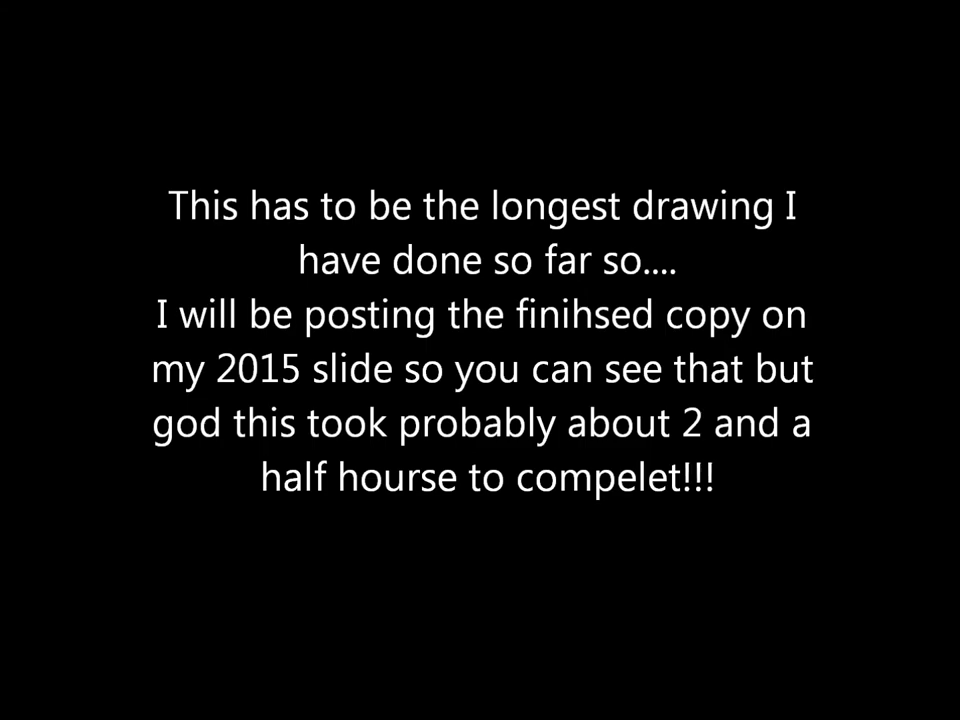 This has to be the longest drawing I
have done so far so....
I will be posting the finihsed copy on
my 2015 slide so you can see that but
god this took probably about 2 and a
half hourse to compelet!!!